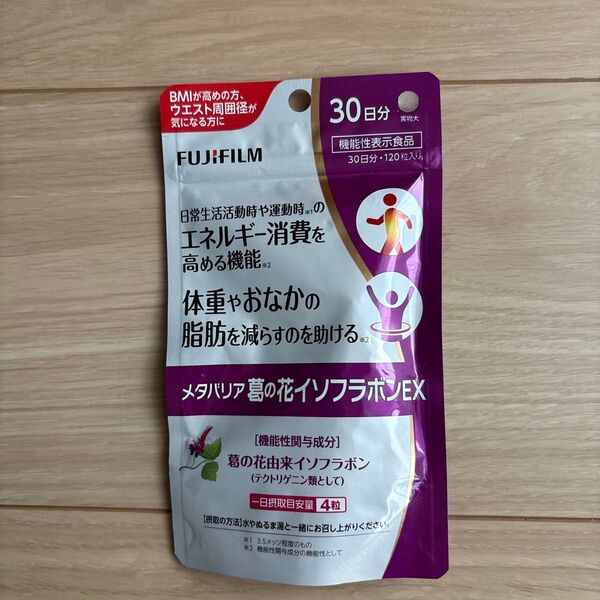 BMIが高めの方、
ウエスト周囲径が
気になる方に
30日分
実物大
機能性表示食品
30日分・120粒入り
FUJIFILM
日常生活活動時や運動時※1の
エネルギー消費を
高める機能※2
体重やおなかの
脂肪を減らすのを助ける※2
メタバリア 葛の花イソフラボンEX
［機能性関与成分］
葛の花由来イソフラボン
(テクトリゲニン類として)
一日摂取目安量 4粒
［摂取の方法］水やぬるま湯と一緒にお召し上がりください。
※1 3.5メッツ程度のもの
※2 機能性関与成分の機能性として